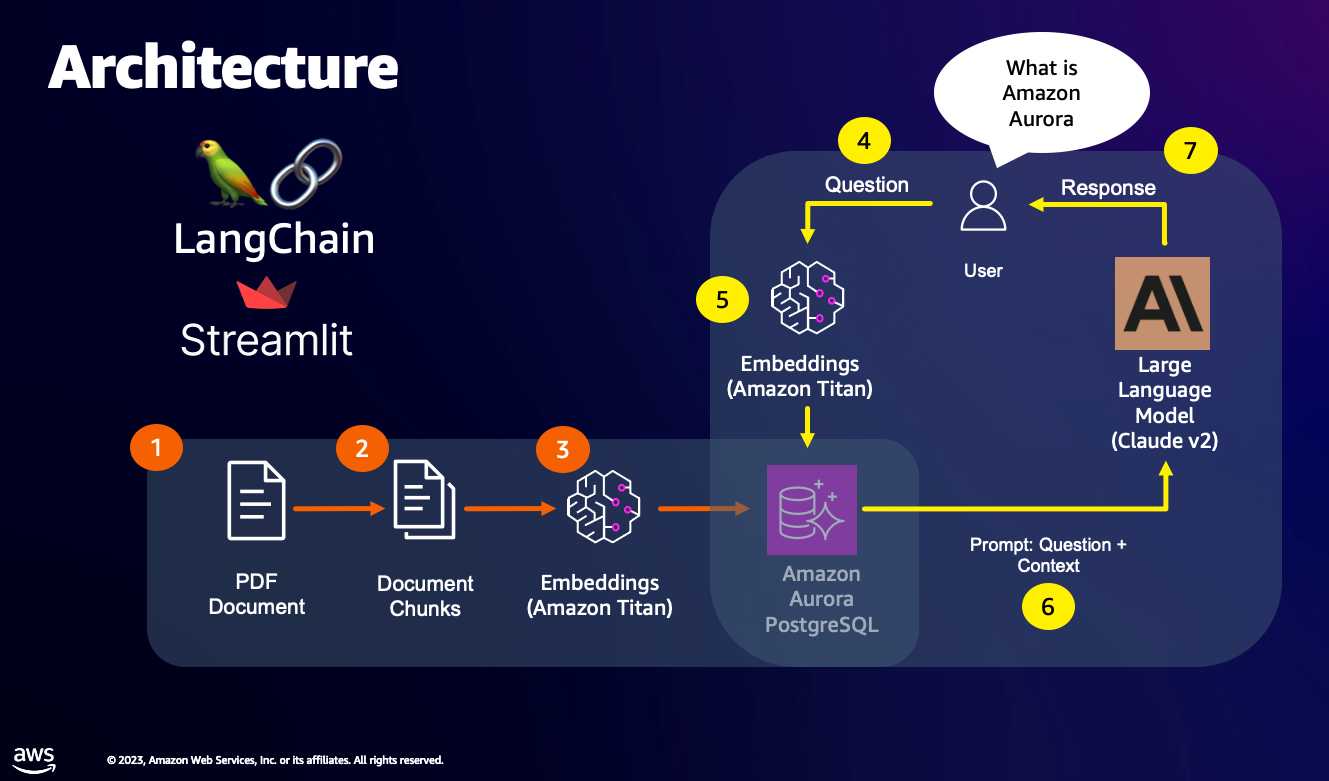 Architecture
LangChain
Streamlit
What is
Amazon
Aurora
4
Question
7
Response
User
5
Embeddings
(Amazon Titan)
Large
Language
Model
(Claude v2)
1
PDF
Document
2
Document
Chunks
3
Embeddings
(Amazon Titan)
Amazon
Aurora
PostgreSQL
Prompt: Question +
Context
6
aws
© 2023, Amazon Web Services, Inc. or its affiliates. All rights reserved.